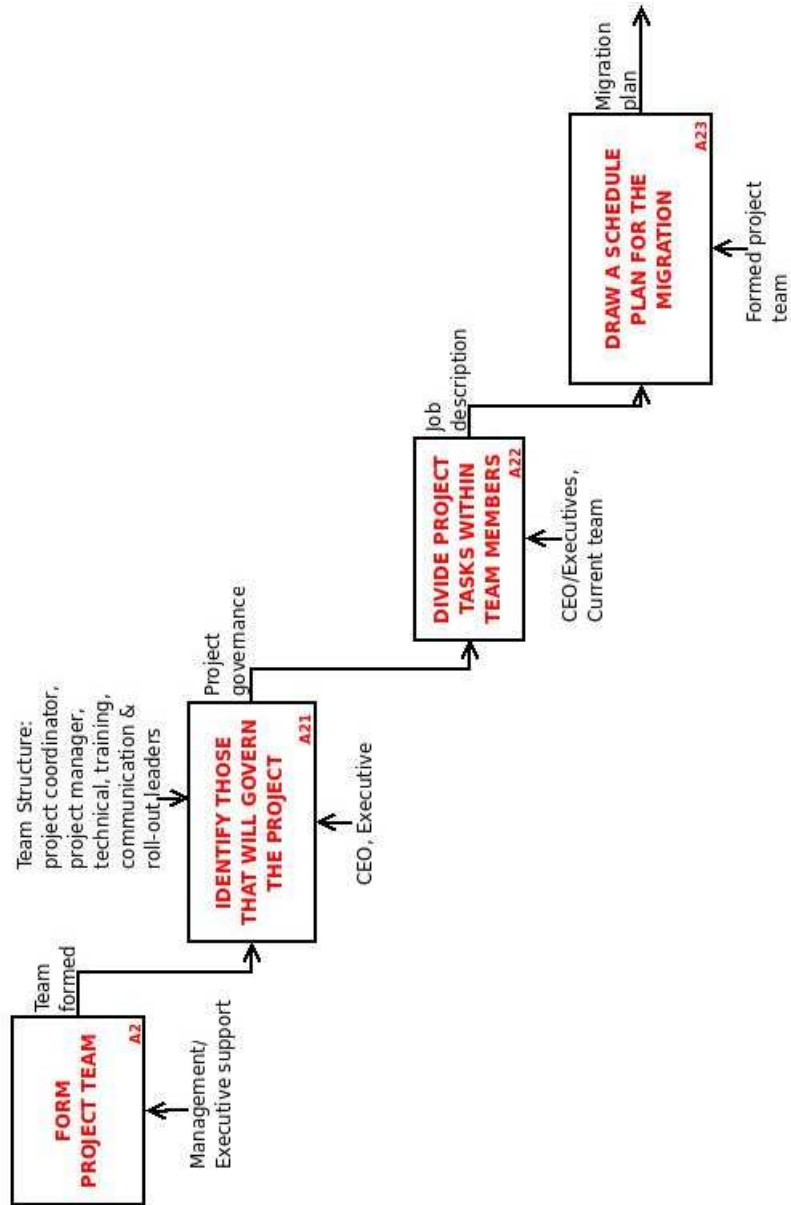 FORM
PROJECT TEAM
A2
Management/
Executive support
Team
formed
Team Structure:
project coordinator,
project manager,
technical, training,
communication &
roll-out leaders
IDENTIFY THOSE
THAT WILL GOVERN
THE PROJECT
A21
CEO, Executive
Project
governance
DIVIDE PROJECT
TASKS WITHIN
TEAM MEMBERS
A22
CEO/Executives,
Current team
Job
description
DRAW A SCHEDULE
PLAN FOR THE
MIGRATION
A23
Formed project
team
Migration
plan